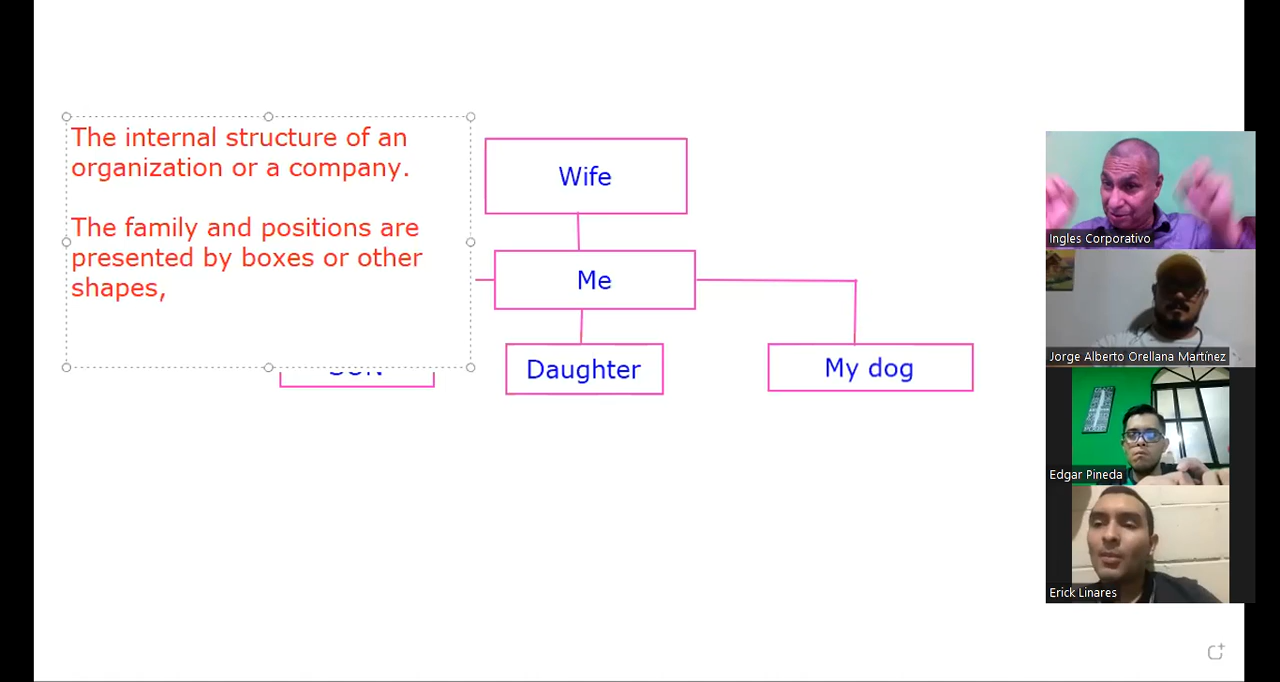 The internal structure of an
organization or a company.
The family and positions are
presented by boxes or other
shapes,
Wife
Me
Daughter
My dog
Ingles Corporativo
Jorge Alberto Orellana Martínez
Edgar Pineda
Erick Linares